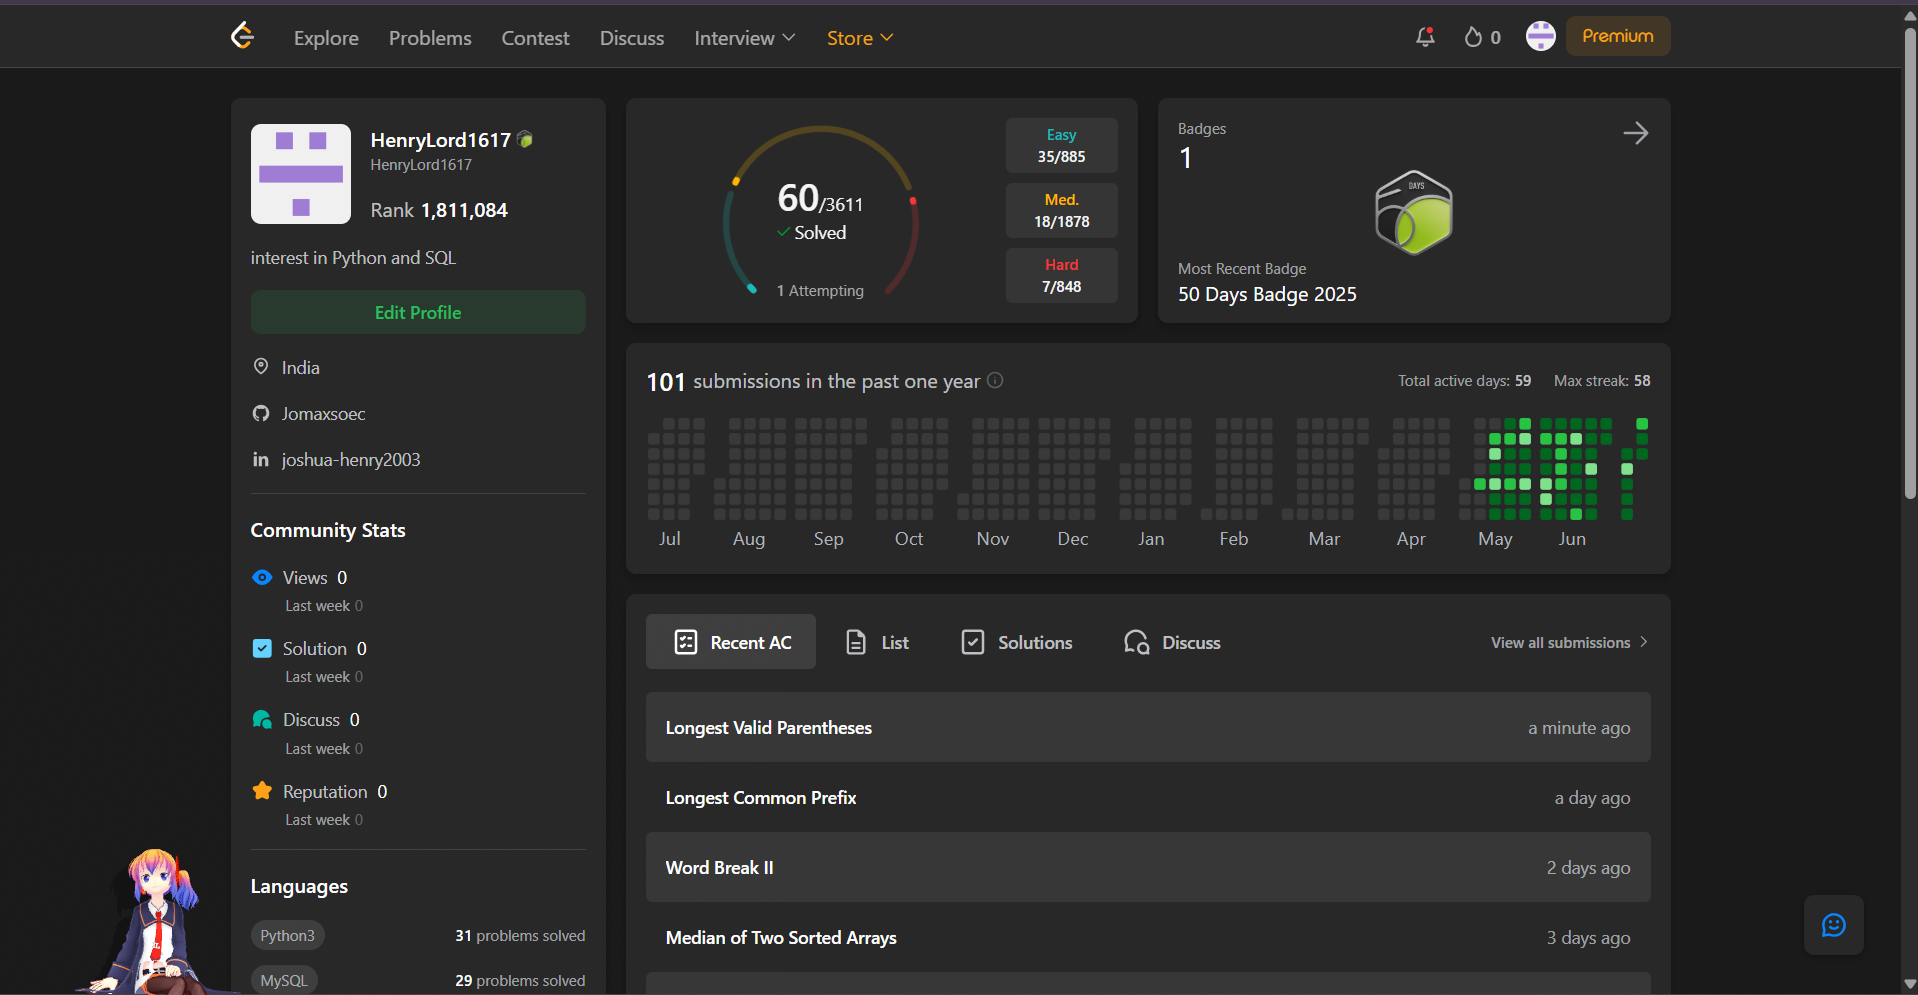 Explore Problems Contest Discuss Interview Store 0 Premium
HenryLord1617
HenryLord1617
Rank 1,811,084
interest in Python and SQL
Edit Profile
India
Jomaxsoec
joshua-henry2003
Community Stats
Views 0
Last week 0
Solution 0
Last week 0
Discuss 0
Last week 0
Reputation 0
Last week 0
Languages
Python3 31 problems solved
MySQL 29 problems solved
60/3611
Solved
1 Attempting
Easy
35/885
Med.
18/1878
Hard
7/848
Badges
1
DAYS
Most Recent Badge
50 Days Badge 2025
101 submissions in the past one year Total active days: 59 Max streak: 58
Jul Aug Sep Oct Nov Dec Jan Feb Mar Apr May Jun
Recent AC List Solutions Discuss View all submissions
Longest Valid Parentheses a minute ago
Longest Common Prefix a day ago
Word Break II 2 days ago
Median of Two Sorted Arrays 3 days ago